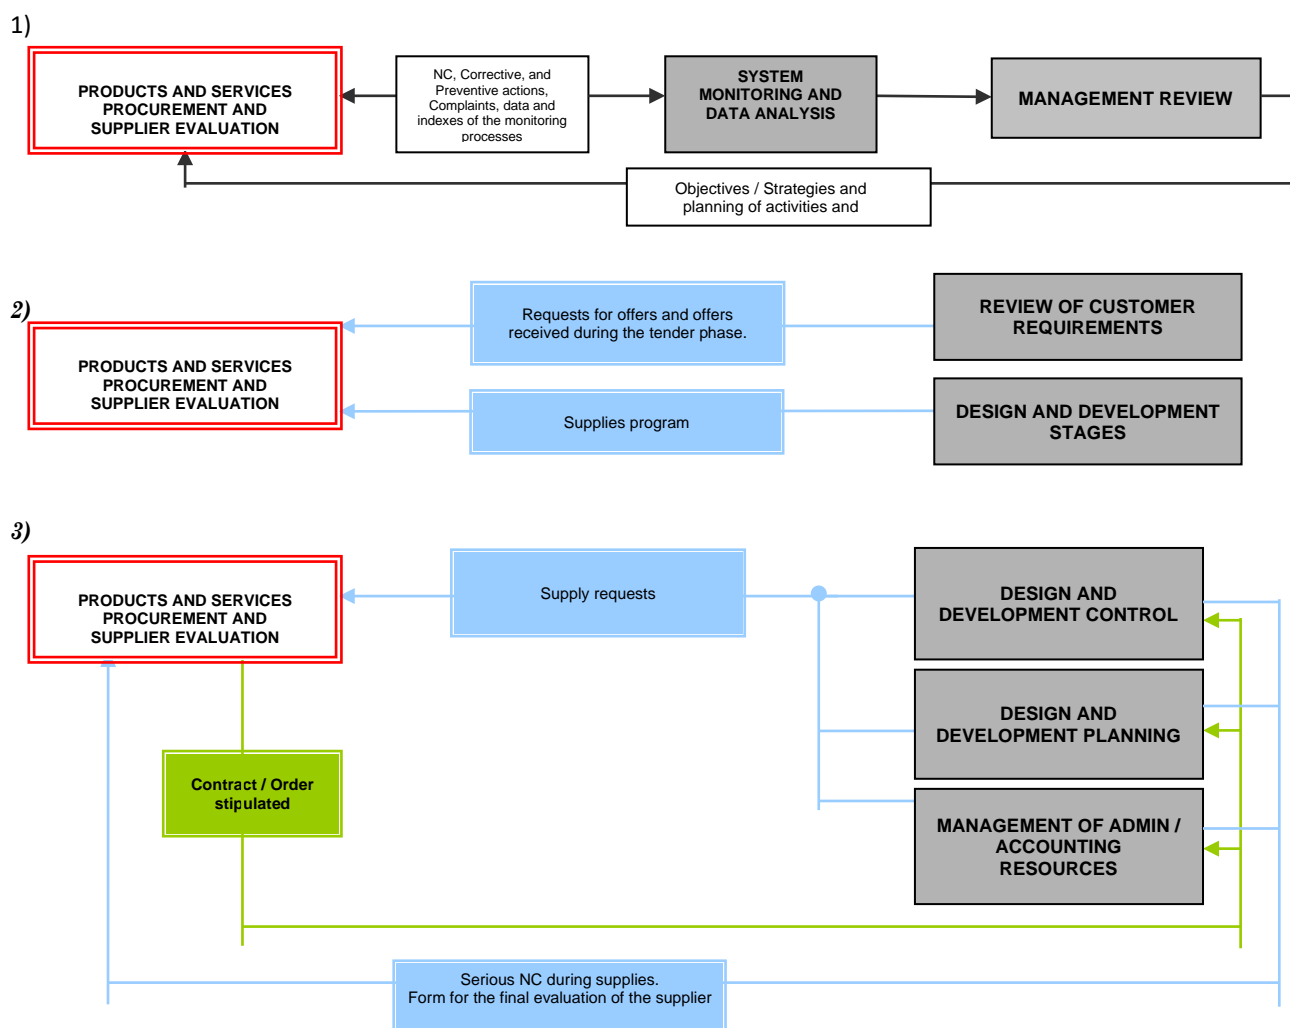 1)
PRODUCTS AND SERVICES
PROCUREMENT AND
SUPPLIER EVALUATION
NC, Corrective, and
Preventive actions,
Complaints, data and
indexes of the monitoring
processes
SYSTEM
MONITORING AND
DATA ANALYSIS
MANAGEMENT REVIEW
Objectives / Strategies and
planning of activities and
2)
PRODUCTS AND SERVICES
PROCUREMENT AND
SUPPLIER EVALUATION
Requests for offers and offers
received during the tender phase.
REVIEW OF CUSTOMER
REQUIREMENTS
Supplies program
DESIGN AND DEVELOPMENT
STAGES
3)
PRODUCTS AND SERVICES
PROCUREMENT AND
SUPPLIER EVALUATION
Supply requests
DESIGN AND
DEVELOPMENT CONTROL
DESIGN AND
DEVELOPMENT PLANNING
Contract / Order
stipulated
MANAGEMENT OF ADMIN /
ACCOUNTING
RESOURCES
Serious NC during supplies.
Form for the final evaluation of the supplier